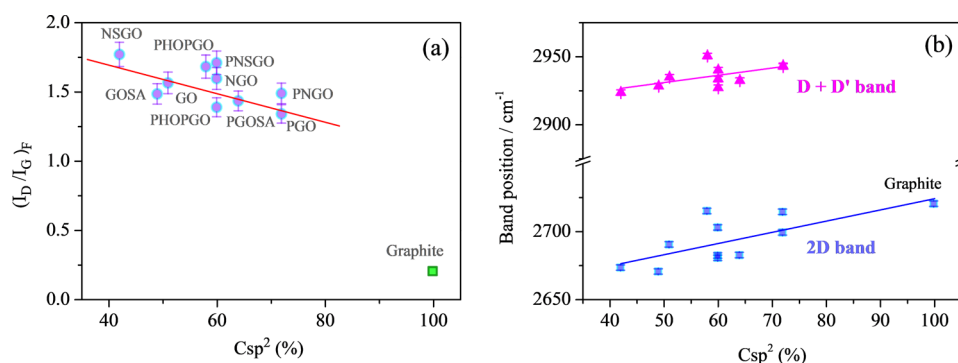 (a)
2.0
1.5
1.0
0.5
0.0
(I_D /I_G )_F
NSGO
PHOPGO
PNSGO
NGO
GOSA
GO
PNGO
PHOPGO
PGOSA
PGO
Graphite
40 60 80 100
Csp² (%)
(b)
2950
2900
2700
2650
Band position / cm⁻¹
D + D' band
Graphite
2D band
40 50 60 70 80 90 100
Csp² (%)